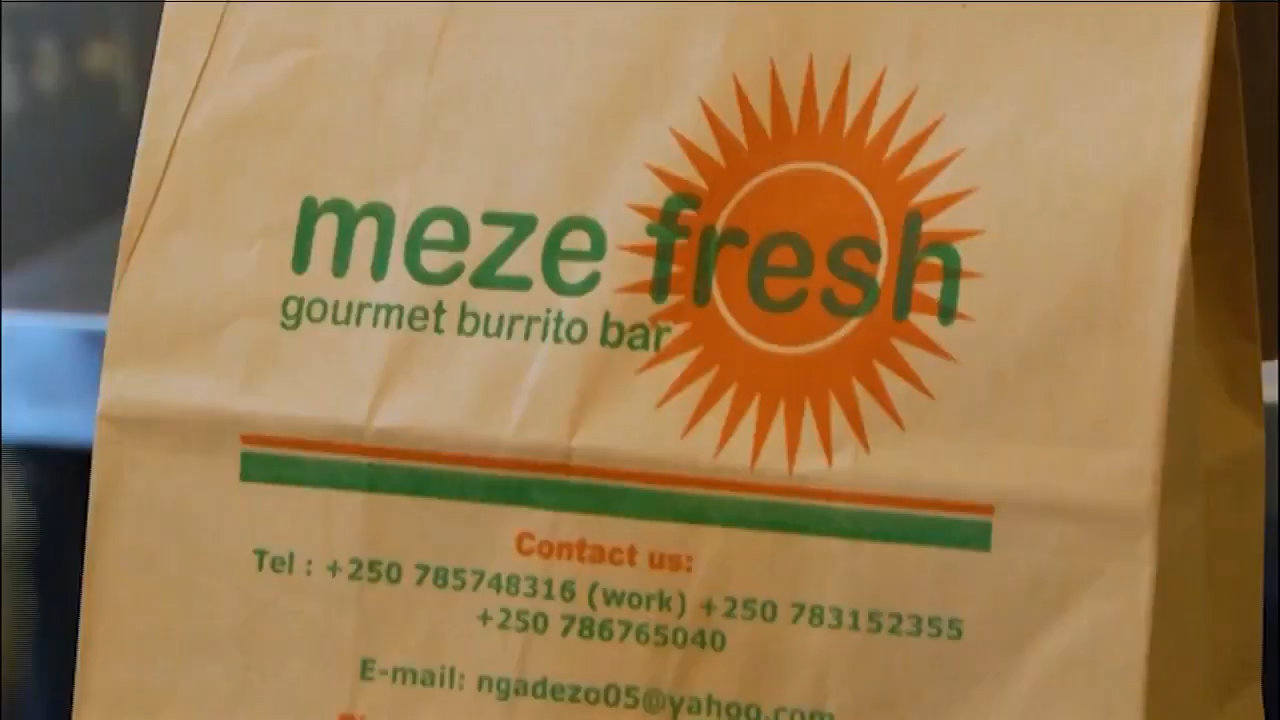 meze fresh
gourmet burrito bar
Contact us:
Tel : +250 785748316 (work) +250 783152355
+250 786765040
E-mail: ngadezo05@yahoo.com